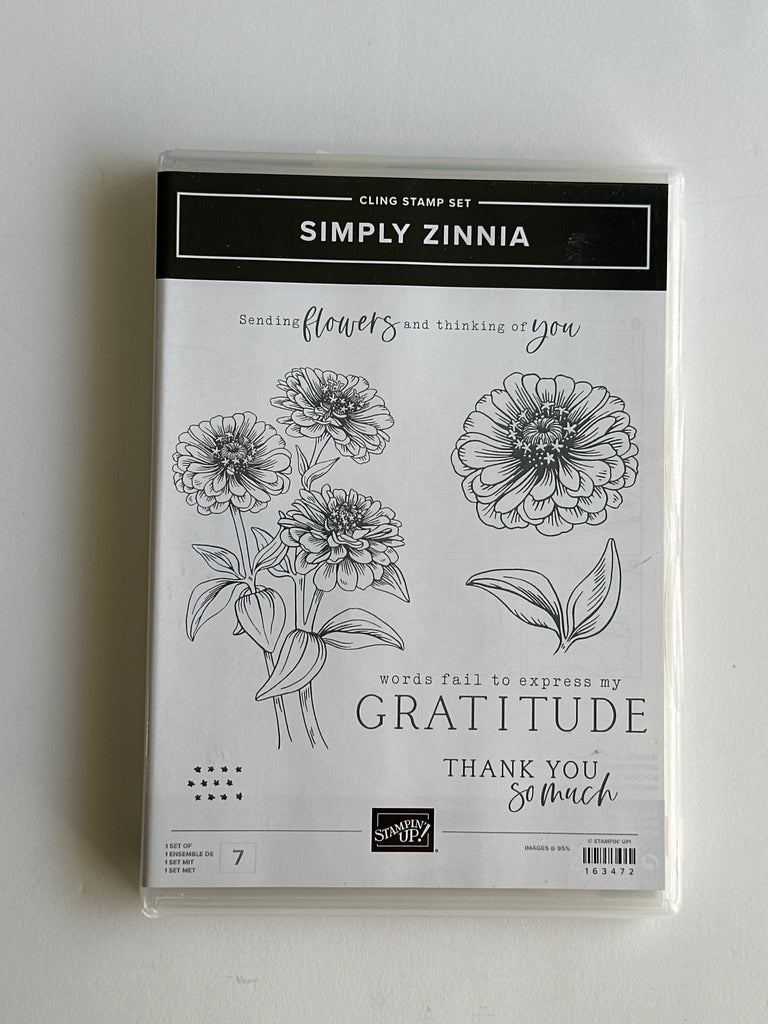 CLING STAMP SET
SIMPLY ZINNIA
Sending flowers and thinking of you
words fail to express my
GRATITUDE
THANK YOU
so much
STAMPIN' UP!®
1 SET OF
1 ENSEMBLE DE
1 SET MIT
1 SET MET
7
IMAGES @ 95%
© STAMPIN' UP!
163472